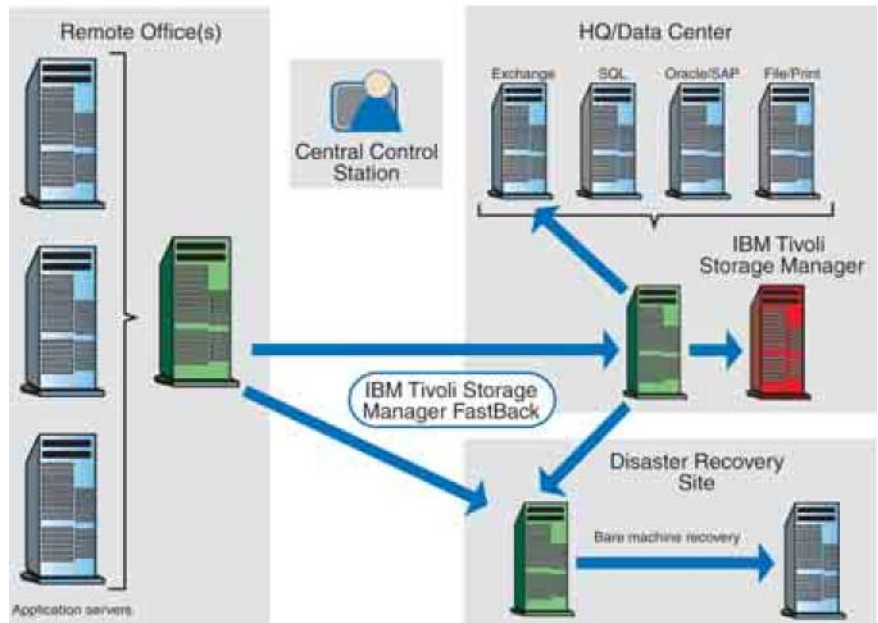 Remote Office(s)
Application servers
Central Control
Station
HQ/Data Center
Exchange
SQL
Oracle/SAP
File/Print
IBM Tivoli
Storage Manager
IBM Tivoli Storage
Manager FastBack
Disaster Recovery
Site
Bare machine recovery